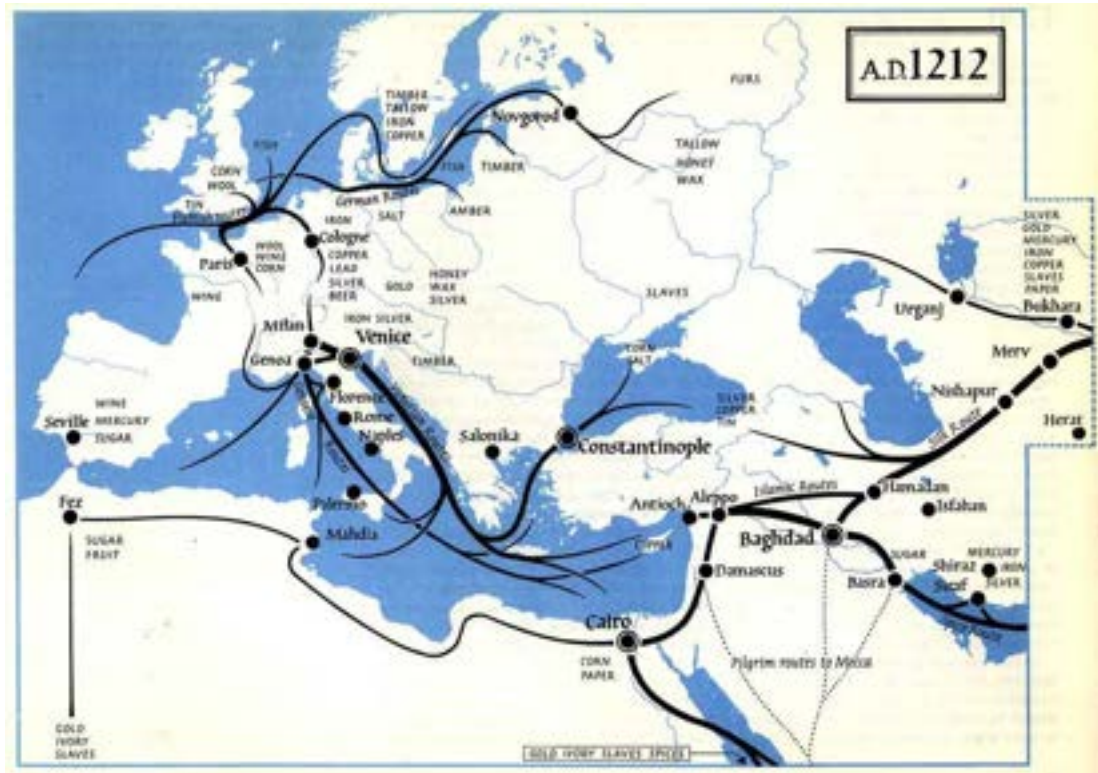 A.D.1212
FURS
TIMBER
TALLOW
IRON
COPPER
Novgorod
TALLOW
HONEY
WAX
FISH
FISH
TIMBER
CORN
WOOL
German Routes
AMBER
SALT
TIN
IRON
Cologne
COPPER
LEAD
SILVER
BEER
Paris
WOOL
WINE
CORN
WINE
GOLD
HONEY
WAX
SILVER
SLAVES
SILVER
GOLD
MERCURY
IRON
COPPER
SLAVES
PAPER
Urganj
Bukhara
Merv
Nishapur
Herat
Silk Route
IRON SILVER
Milan
Venice
Genoa
TIMBER
CORN
SALT
Florence
Rome
Naples
Venetian Routes
Salonika
Constantinople
SILVER
COPPER
TIN
WINE
Seville
MERCURY
SUGAR
Fez
SUGAR
FRUIT
Palermo
Mahdia
COPPER
Antioch
Aleppo
Islamic Routes
Hamadan
Isfahan
Baghdad
Damascus
SUGAR
Basra
MERCURY
Shiraz
IRON
Siraf
SILVER
Cairo
CORN
PAPER
Pilgrim routes to Mecca
GOLD
IVORY
SLAVES
GOLD IVORY SLAVES SPICES